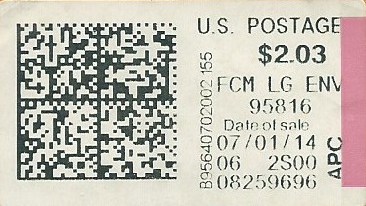 U.S. POSTAGE
$2.03
FCM LG ENV
95816
Date of sale
07/01/14
06 2S00
08259696
B95640702002155
APC